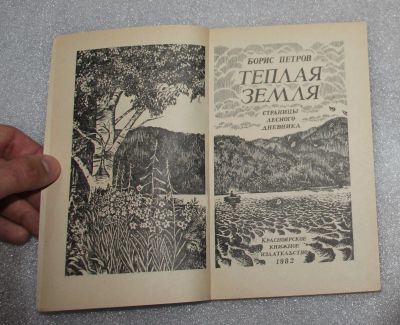 БОРИС ПЕТРОВ
ТЕПЛАЯ
ЗЕМЛЯ
СТРАНИЦЫ
ЛЕСНОГО
ДНЕВНИКА
КРАСНОЯРСКОЕ
КНИЖНОЕ
ИЗДАТЕЛЬСТВО
1982